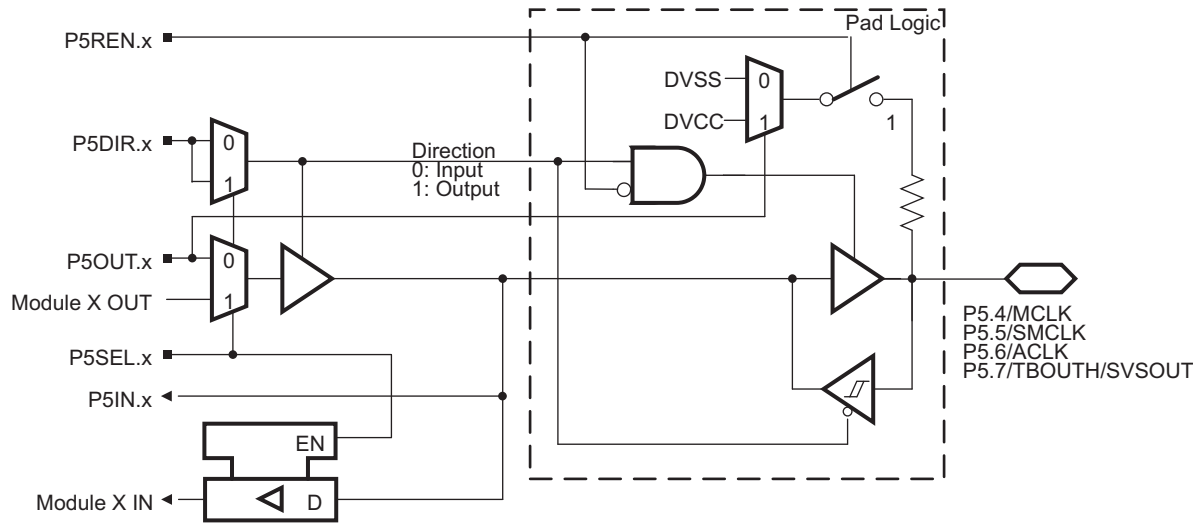 Pad Logic
P5REN.x
DVSS
0
DVCC
1
1
P5DIR.x
0
1
Direction
0: Input
1: Output
P5OUT.x
0
Module X OUT
1
P5SEL.x
P5IN.x
EN
Module X IN
D
P5.4/MCLK
P5.5/SMCLK
P5.6/ACLK
P5.7/TBOUTH/SVSOUT